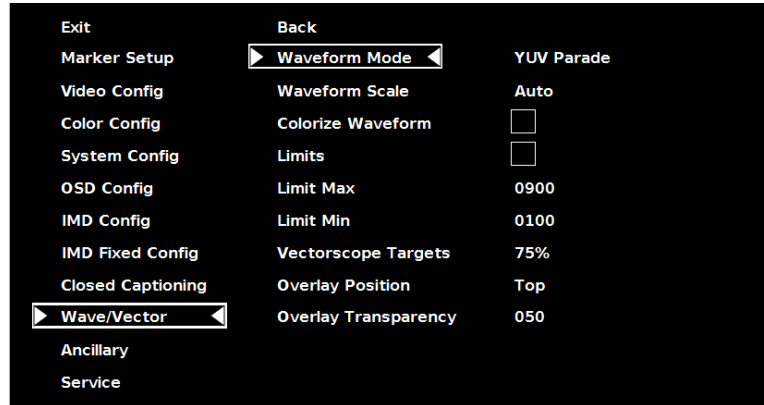 Exit Back
Marker Setup Waveform Mode YUV Parade
Video Config Waveform Scale Auto
Color Config Colorize Waveform
System Config Limits
OSD Config Limit Max 0900
IMD Config Limit Min 0100
IMD Fixed Config Vectorscope Targets 75%
Closed Captioning Overlay Position Top
Wave/Vector Overlay Transparency 050
Ancillary
Service